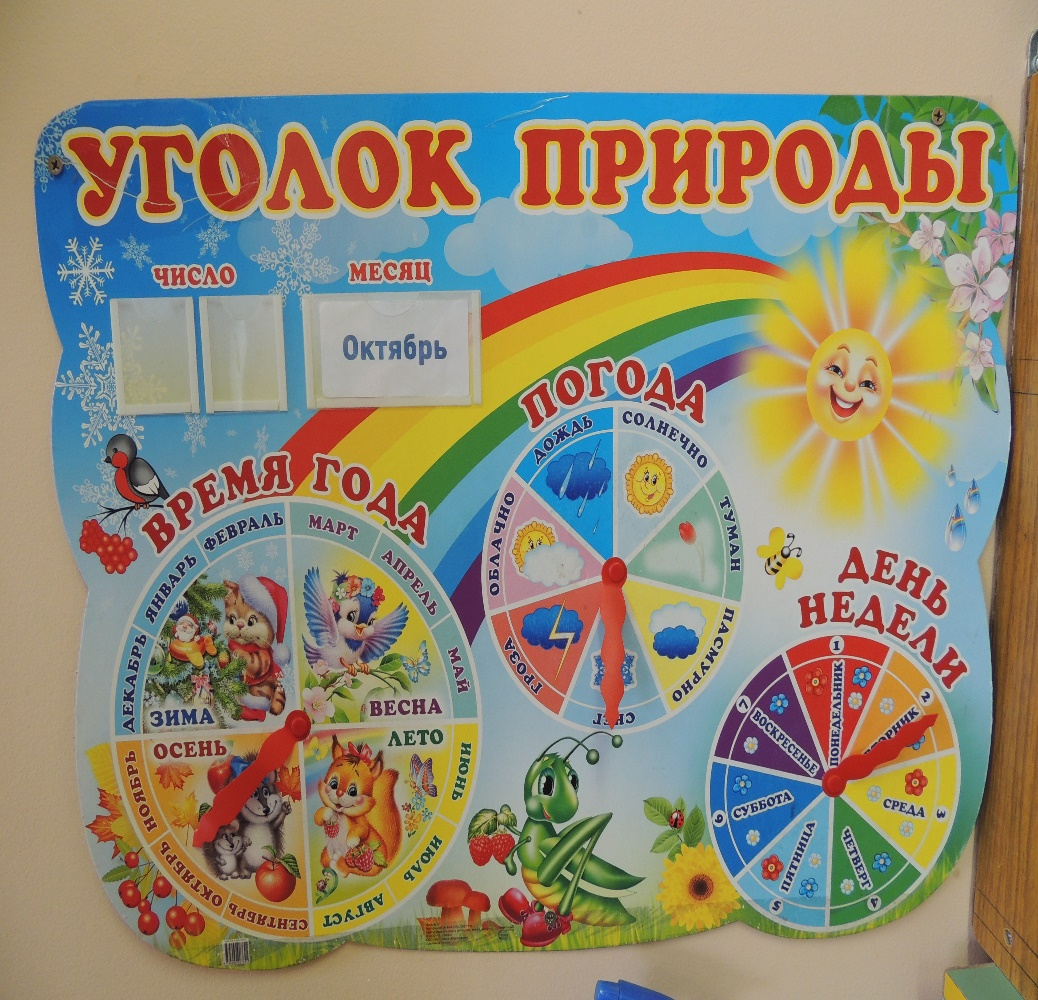 УГОЛОК ПРИРОДЫ
ЧИСЛО
МЕСЯЦ
Октябрь
ПОГОДА
ДОЖДЬ
СОЛНЕЧНО
ТУМАН
ПАСМУРНО
СНЕГ
ГРОЗА
ОБЛАЧНО
ВРЕМЯ ГОДА
ДЕКАБРЬ
ЯНВАРЬ
ФЕВРАЛЬ
МАРТ
АПРЕЛЬ
МАЙ
ИЮНЬ
ИЮЛЬ
АВГУСТ
СЕНТЯБРЬ
ОКТЯБРЬ
НОЯБРЬ
ЗИМА
ВЕСНА
ОСЕНЬ
ЛЕТО
ДЕНЬ
НЕДЕЛИ
1
ПОНЕДЕЛЬНИК
2
ВТОРНИК
3
СРЕДА
4
ЧЕТВЕРГ
5
ПЯТНИЦА
6
СУББОТА
7
ВОСКРЕСЕНЬЕ